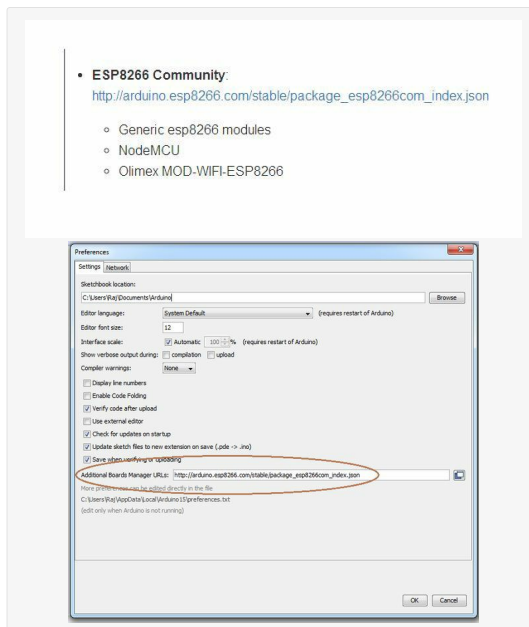 ESP8266 Community:
http://arduino.esp8266.com/stable/package_esp8266com_index.json
Generic esp8266 modules
NodeMCU
Olimex MOD-WIFI-ESP8266
Preferences
Settings Network
Sketchbook location:
C:\Users\Raj\Documents\Arduino Browse
Editor language: System Default (requires restart of Arduino)
Editor font size: 12
Interface scale: Automatic 100 % (requires restart of Arduino)
Show verbose output during: compilation upload
Compiler warnings: None
Display line numbers
Enable Code Folding
Verify code after upload
Use external editor
Check for updates on startup
Update sketch files to new extension on save (.pde -> .ino)
Save when verifying or uploading
Additional Boards Manager URLs: http://arduino.esp8266.com/stable/package_esp8266com_index.json
More preferences can be edited directly in the file
C:\Users\Raj\AppData\Local\Arduino15\preferences.txt
(edit only when Arduino is not running)
OK Cancel